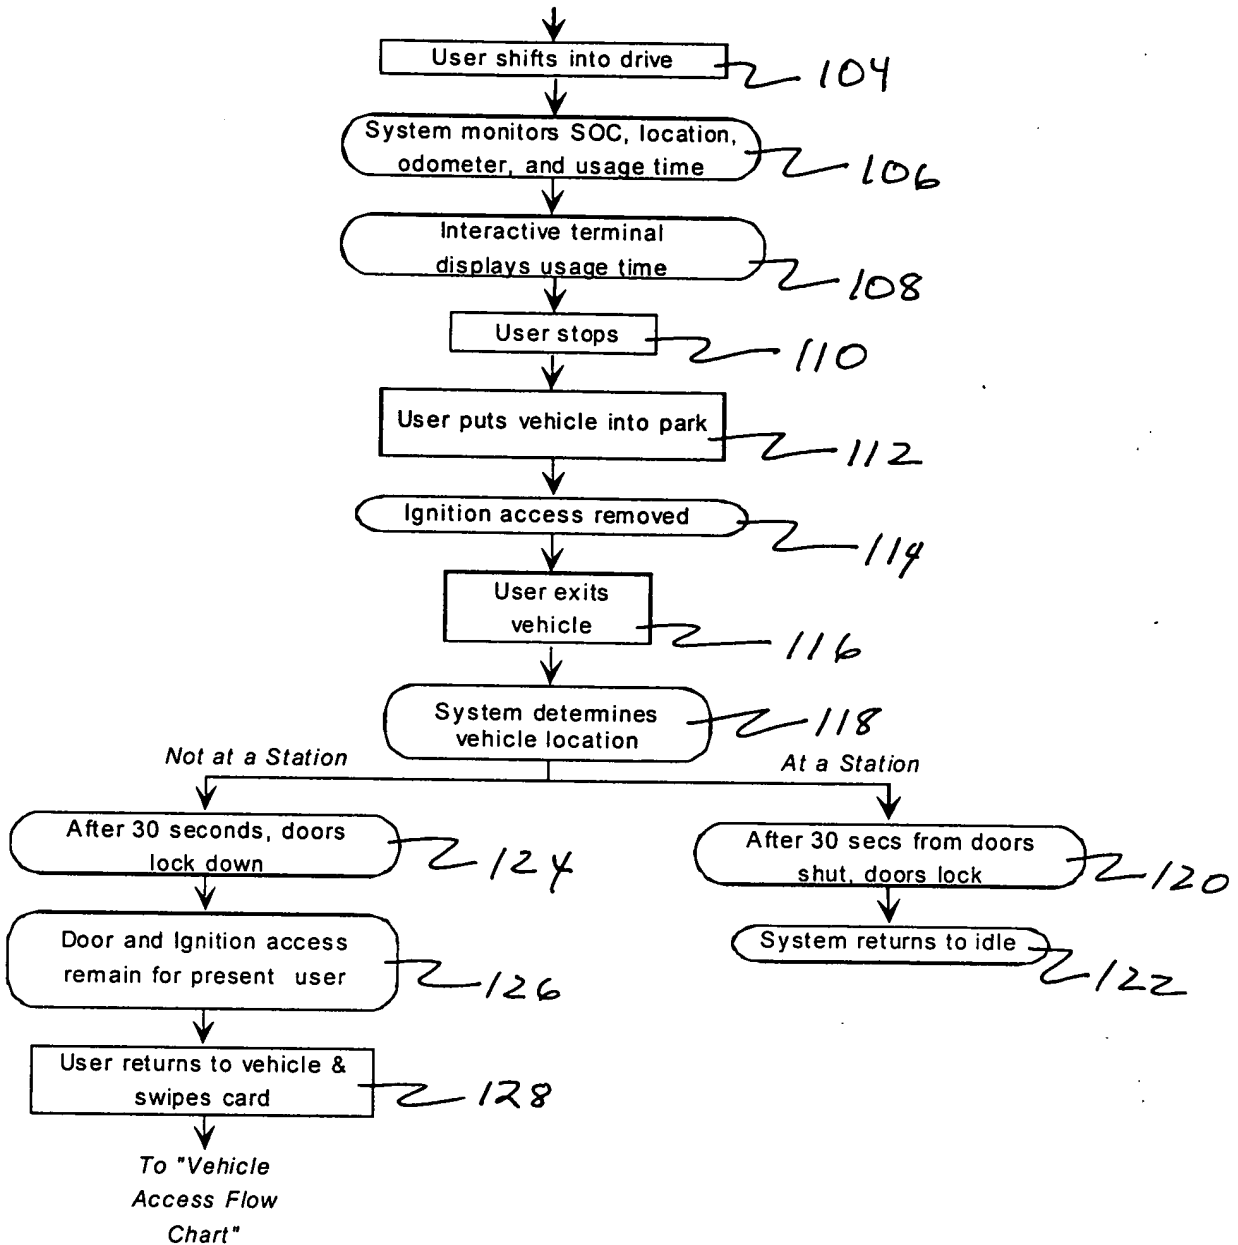 User shifts into drive
104
System monitors SOC, location,
odometer, and usage time
106
Interactive terminal
displays usage time
108
User stops
110
User puts vehicle into park
112
Ignition access removed
114
User exits
vehicle
116
System determines
vehicle location
118
Not at a Station
At a Station
After 30 seconds, doors
lock down
124
After 30 secs from doors
shut, doors lock
120
Door and Ignition access
remain for present user
126
System returns to idle
122
User returns to vehicle &
swipes card
128
To "Vehicle
Access Flow
Chart"